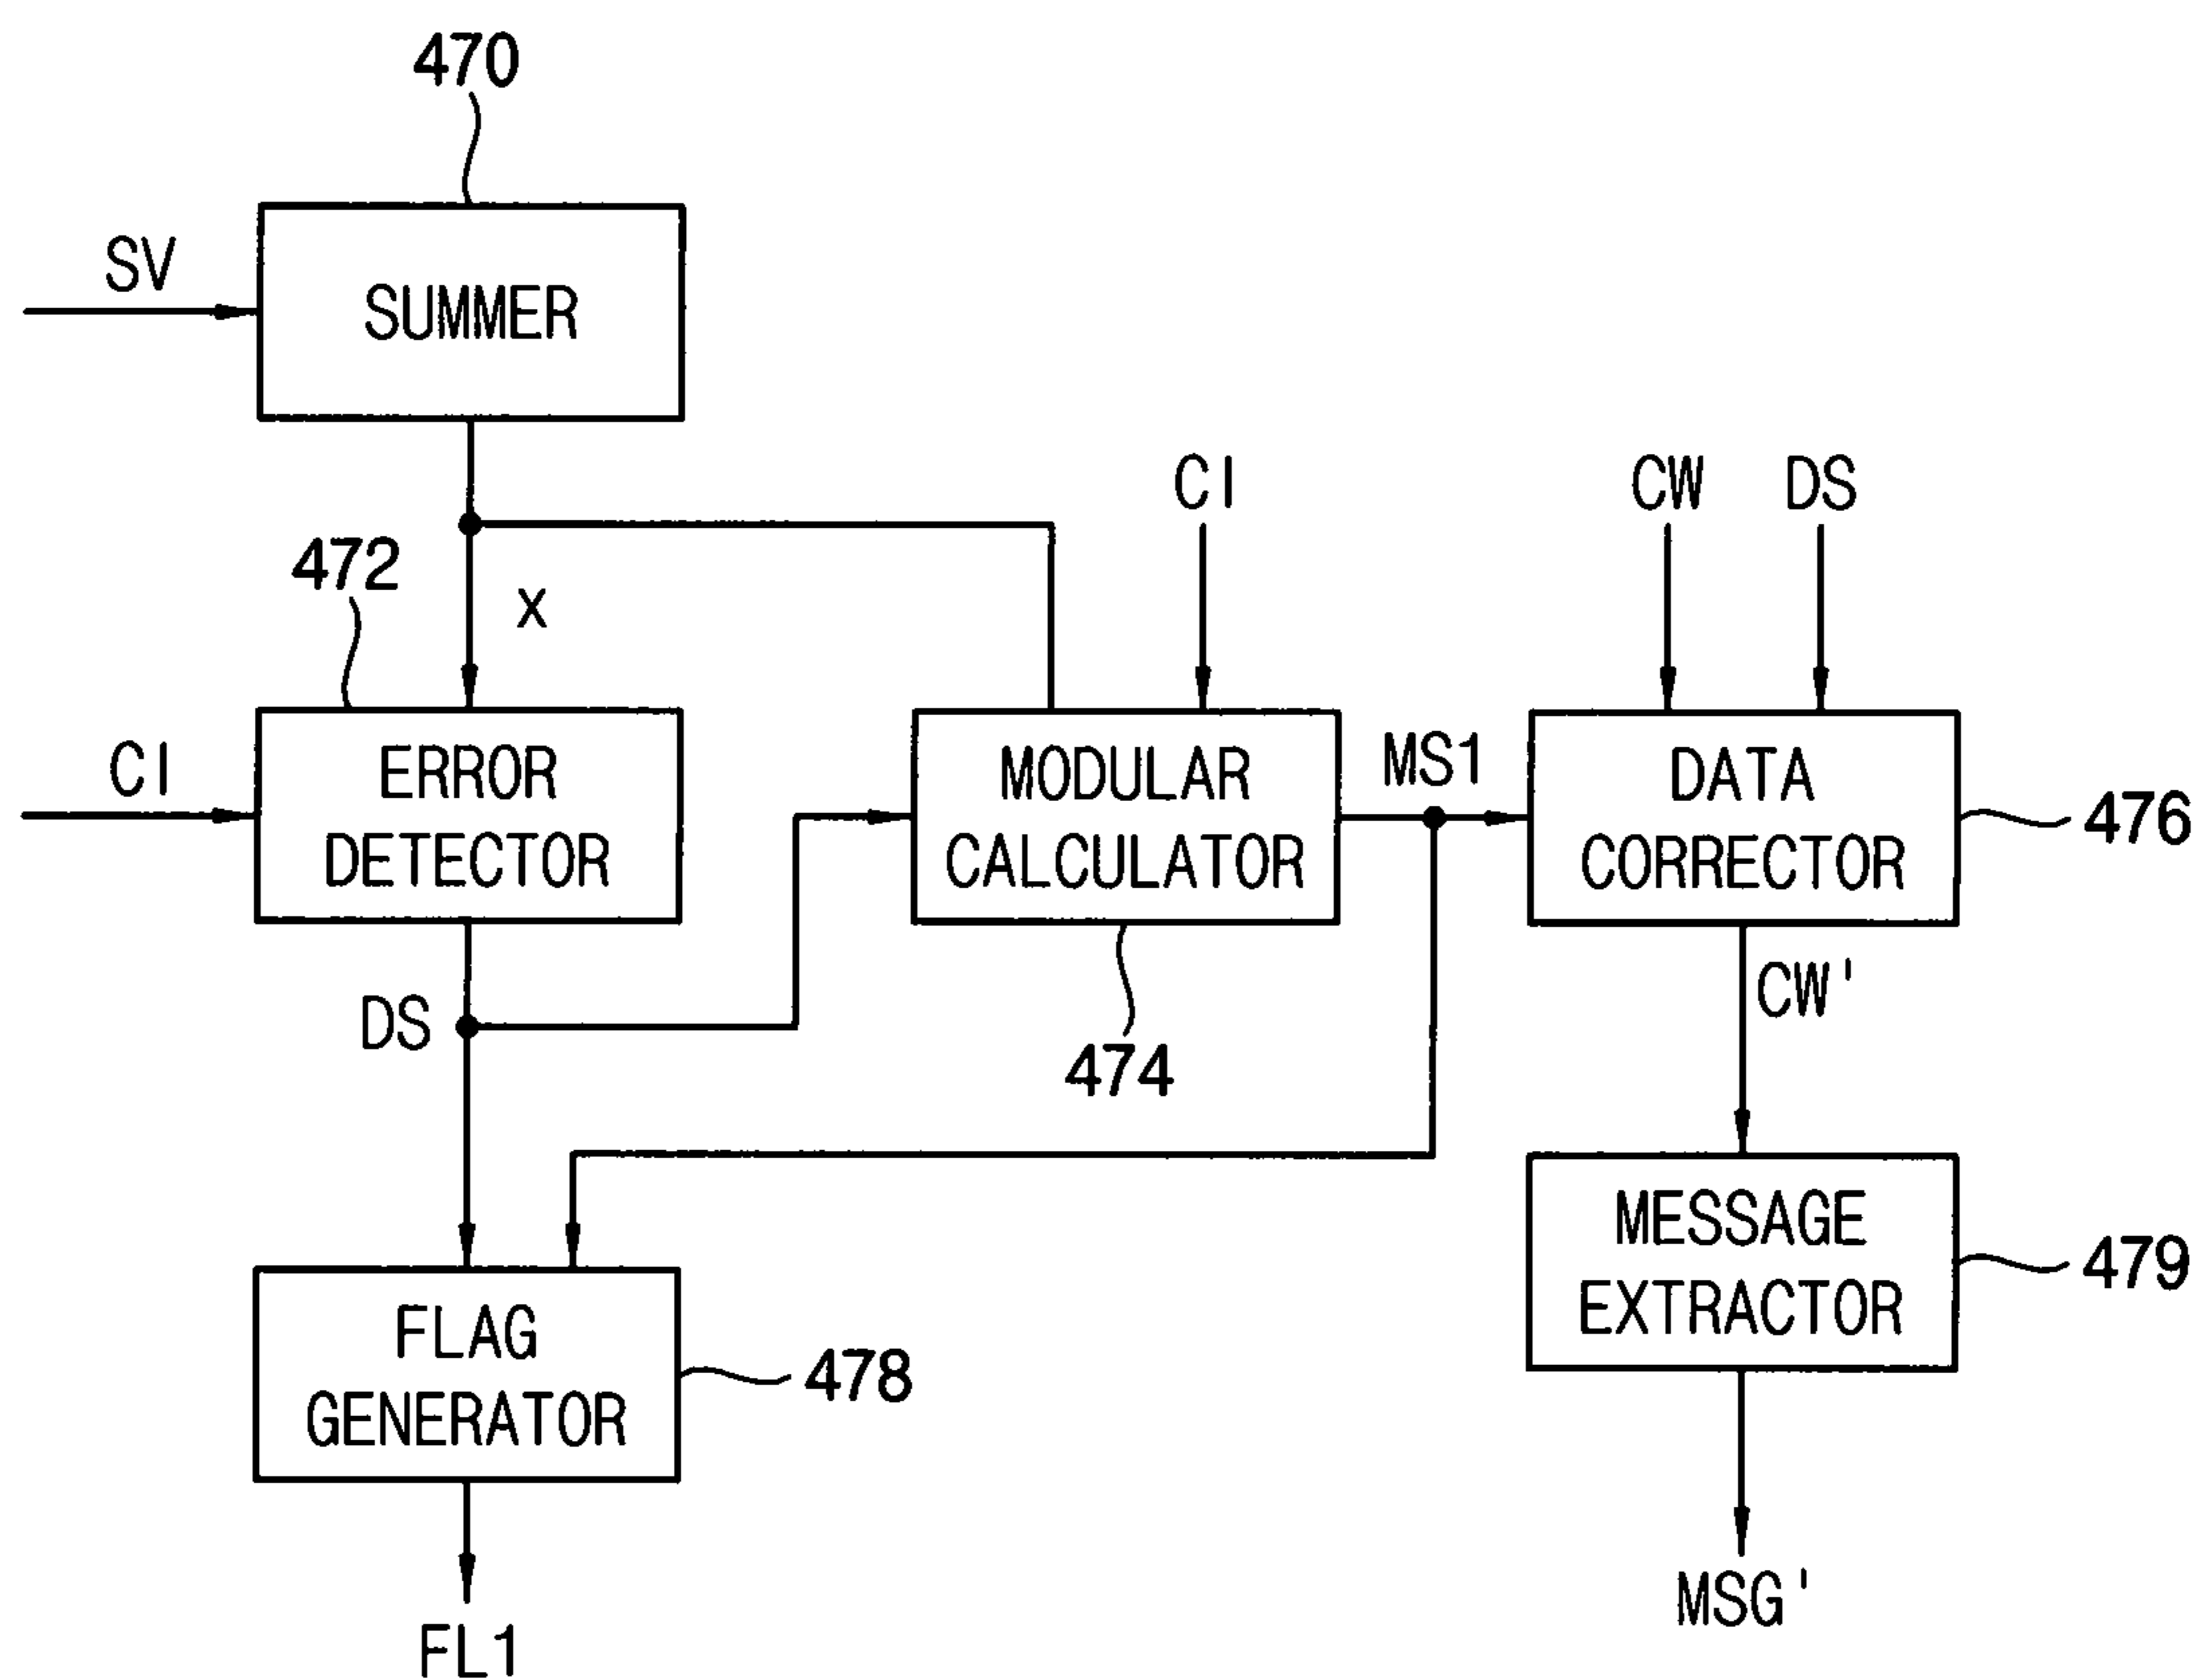 470
SV
SUMMER
CI
CW
DS
472
X
CI
ERROR
DETECTOR
MODULAR
CALCULATOR
MS1
DATA
CORRECTOR
476
DS
474
CW'
MESSAGE
EXTRACTOR
479
FLAG
GENERATOR
478
FL1
MSG'